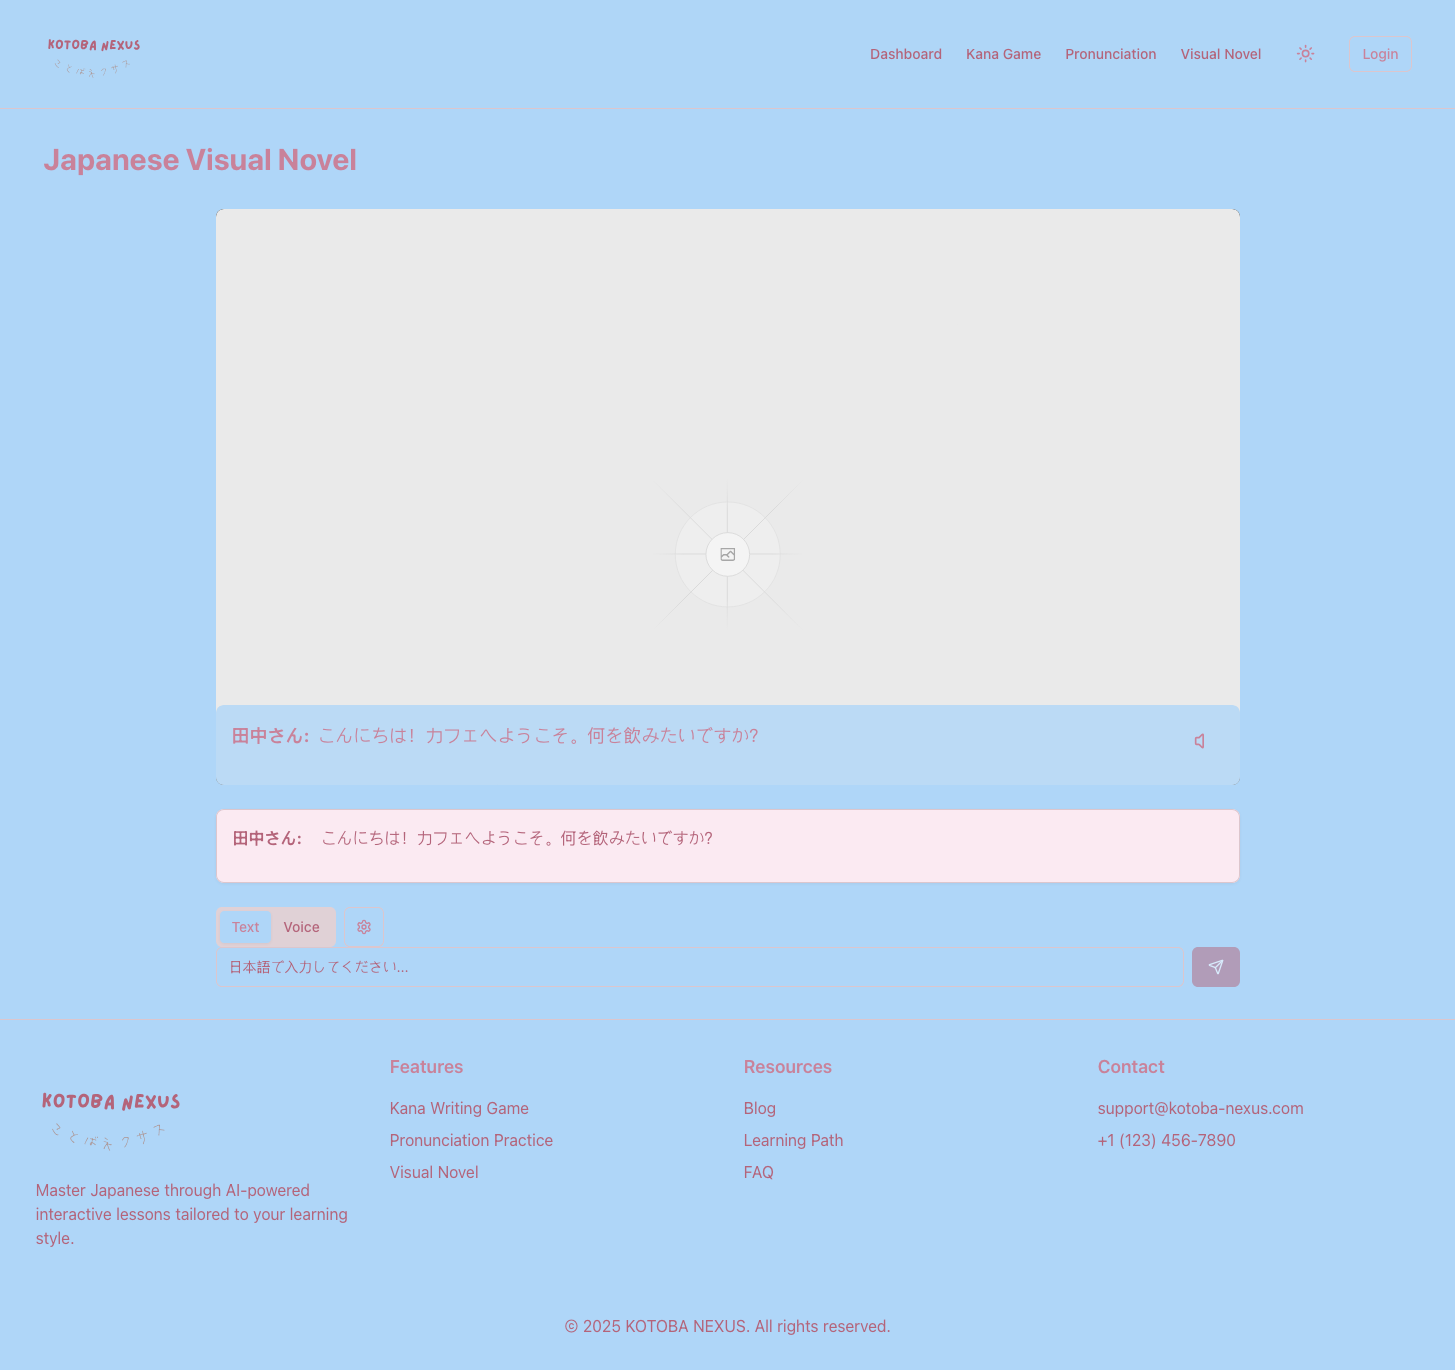 KOTOBA NEXUS
ことばネクサス
Dashboard Kana Game Pronunciation Visual Novel Login
Japanese Visual Novel
田中さん: こんにちは！カフェへようこそ。何を飲みたいですか?
田中さん: こんにちは！カフェへようこそ。何を飲みたいですか?
Text Voice
日本語で入力してください...
KOTOBA NEXUS
ことばネクサス
Master Japanese through AI-powered
interactive lessons tailored to your learning
style.
Features
Kana Writing Game
Pronunciation Practice
Visual Novel
Resources
Blog
Learning Path
FAQ
Contact
support@kotoba-nexus.com
+1 (123) 456-7890
© 2025 KOTOBA NEXUS. All rights reserved.